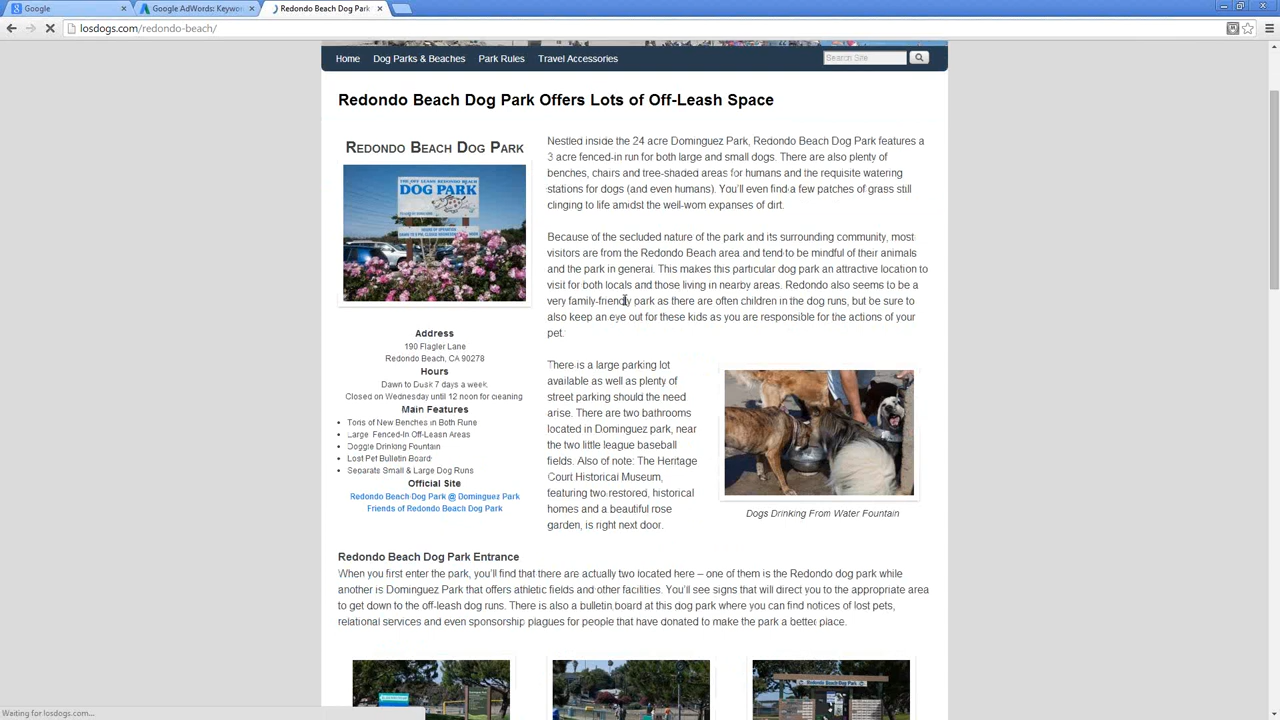 Google
Google AdWords: Keywo
Redondo Beach Dog Park
losdogs.com/redondo-beach/
Home
Dog Parks & Beaches
Park Rules
Travel Accessories
Search Site
Redondo Beach Dog Park Offers Lots of Off-Leash Space
Redondo Beach Dog Park
DOG PARK
Address
190 Flagler Lane
Redondo Beach, CA 90278
Hours
Dawn to Dusk 7 days a week.
Closed on Wednesday until 12 noon for cleaning
Main Features
Tons of New Benches in Both Runs
Large Fenced-In Off-Leash Areas
Doggie Drinking Fountain
Lost Pet Bulletin Board
Separate Small & Large Dog Runs
Official Site
Redondo Beach Dog Park @ Dominguez Park
Friends of Redondo Beach Dog Park
Nestled inside the 24 acre Dominguez Park, Redondo Beach Dog Park features a
3 acre fenced-in run for both large and small dogs. There are also plenty of
benches, chairs and tree-shaded areas for humans and the requisite watering
stations for dogs (and even humans). You'll even find a few patches of grass still
clinging to life amidst the well-worn expanses of dirt.
Because of the secluded nature of the park and its surrounding community, most
visitors are from the Redondo Beach area and tend to be mindful of their animals
and the park in general. This makes this particular dog park an attractive location to
visit for both locals and those living in nearby areas. Redondo also seems to be a
very family-friendly park as there are often children in the dog runs, but be sure to
also keep an eye out for these kids as you are responsible for the actions of your
pet.
There is a large parking lot
available as well as plenty of
street parking should the need
arise. There are two bathrooms
located in Dominguez park, near
the two little league baseball
fields. Also of note: The Heritage
Court Historical Museum,
featuring two restored, historical
homes and a beautiful rose
garden, is right next door.
Dogs Drinking From Water Fountain
Redondo Beach Dog Park Entrance
When you first enter the park, you'll find that there are actually two located here – one of them is the Redondo dog park while
another is Dominguez Park that offers athletic fields and other facilities. You'll see signs that will direct you to the appropriate area
to get down to the off-leash dog runs. There is also a bulletin board at this dog park where you can find notices of lost pets,
relational services and even sponsorship plagues for people that have donated to make the park a better place.
Redondo Beach Dog Park
Waiting for losdogs.com...